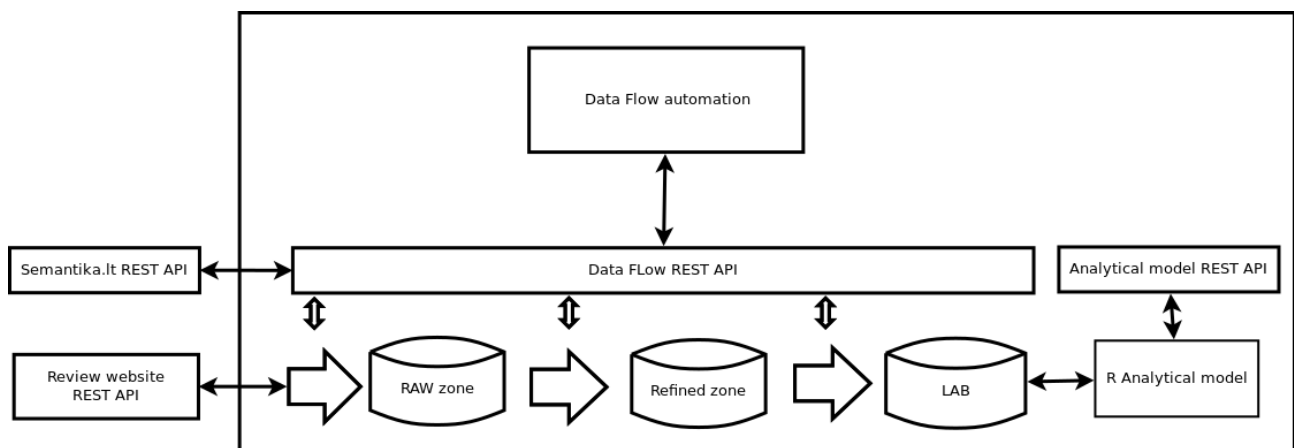 Data Flow automation
Semantika.lt REST API
Data FLow REST API
Analytical model REST API
Review website
REST API
RAW zone
Refined zone
LAB
R Analytical model